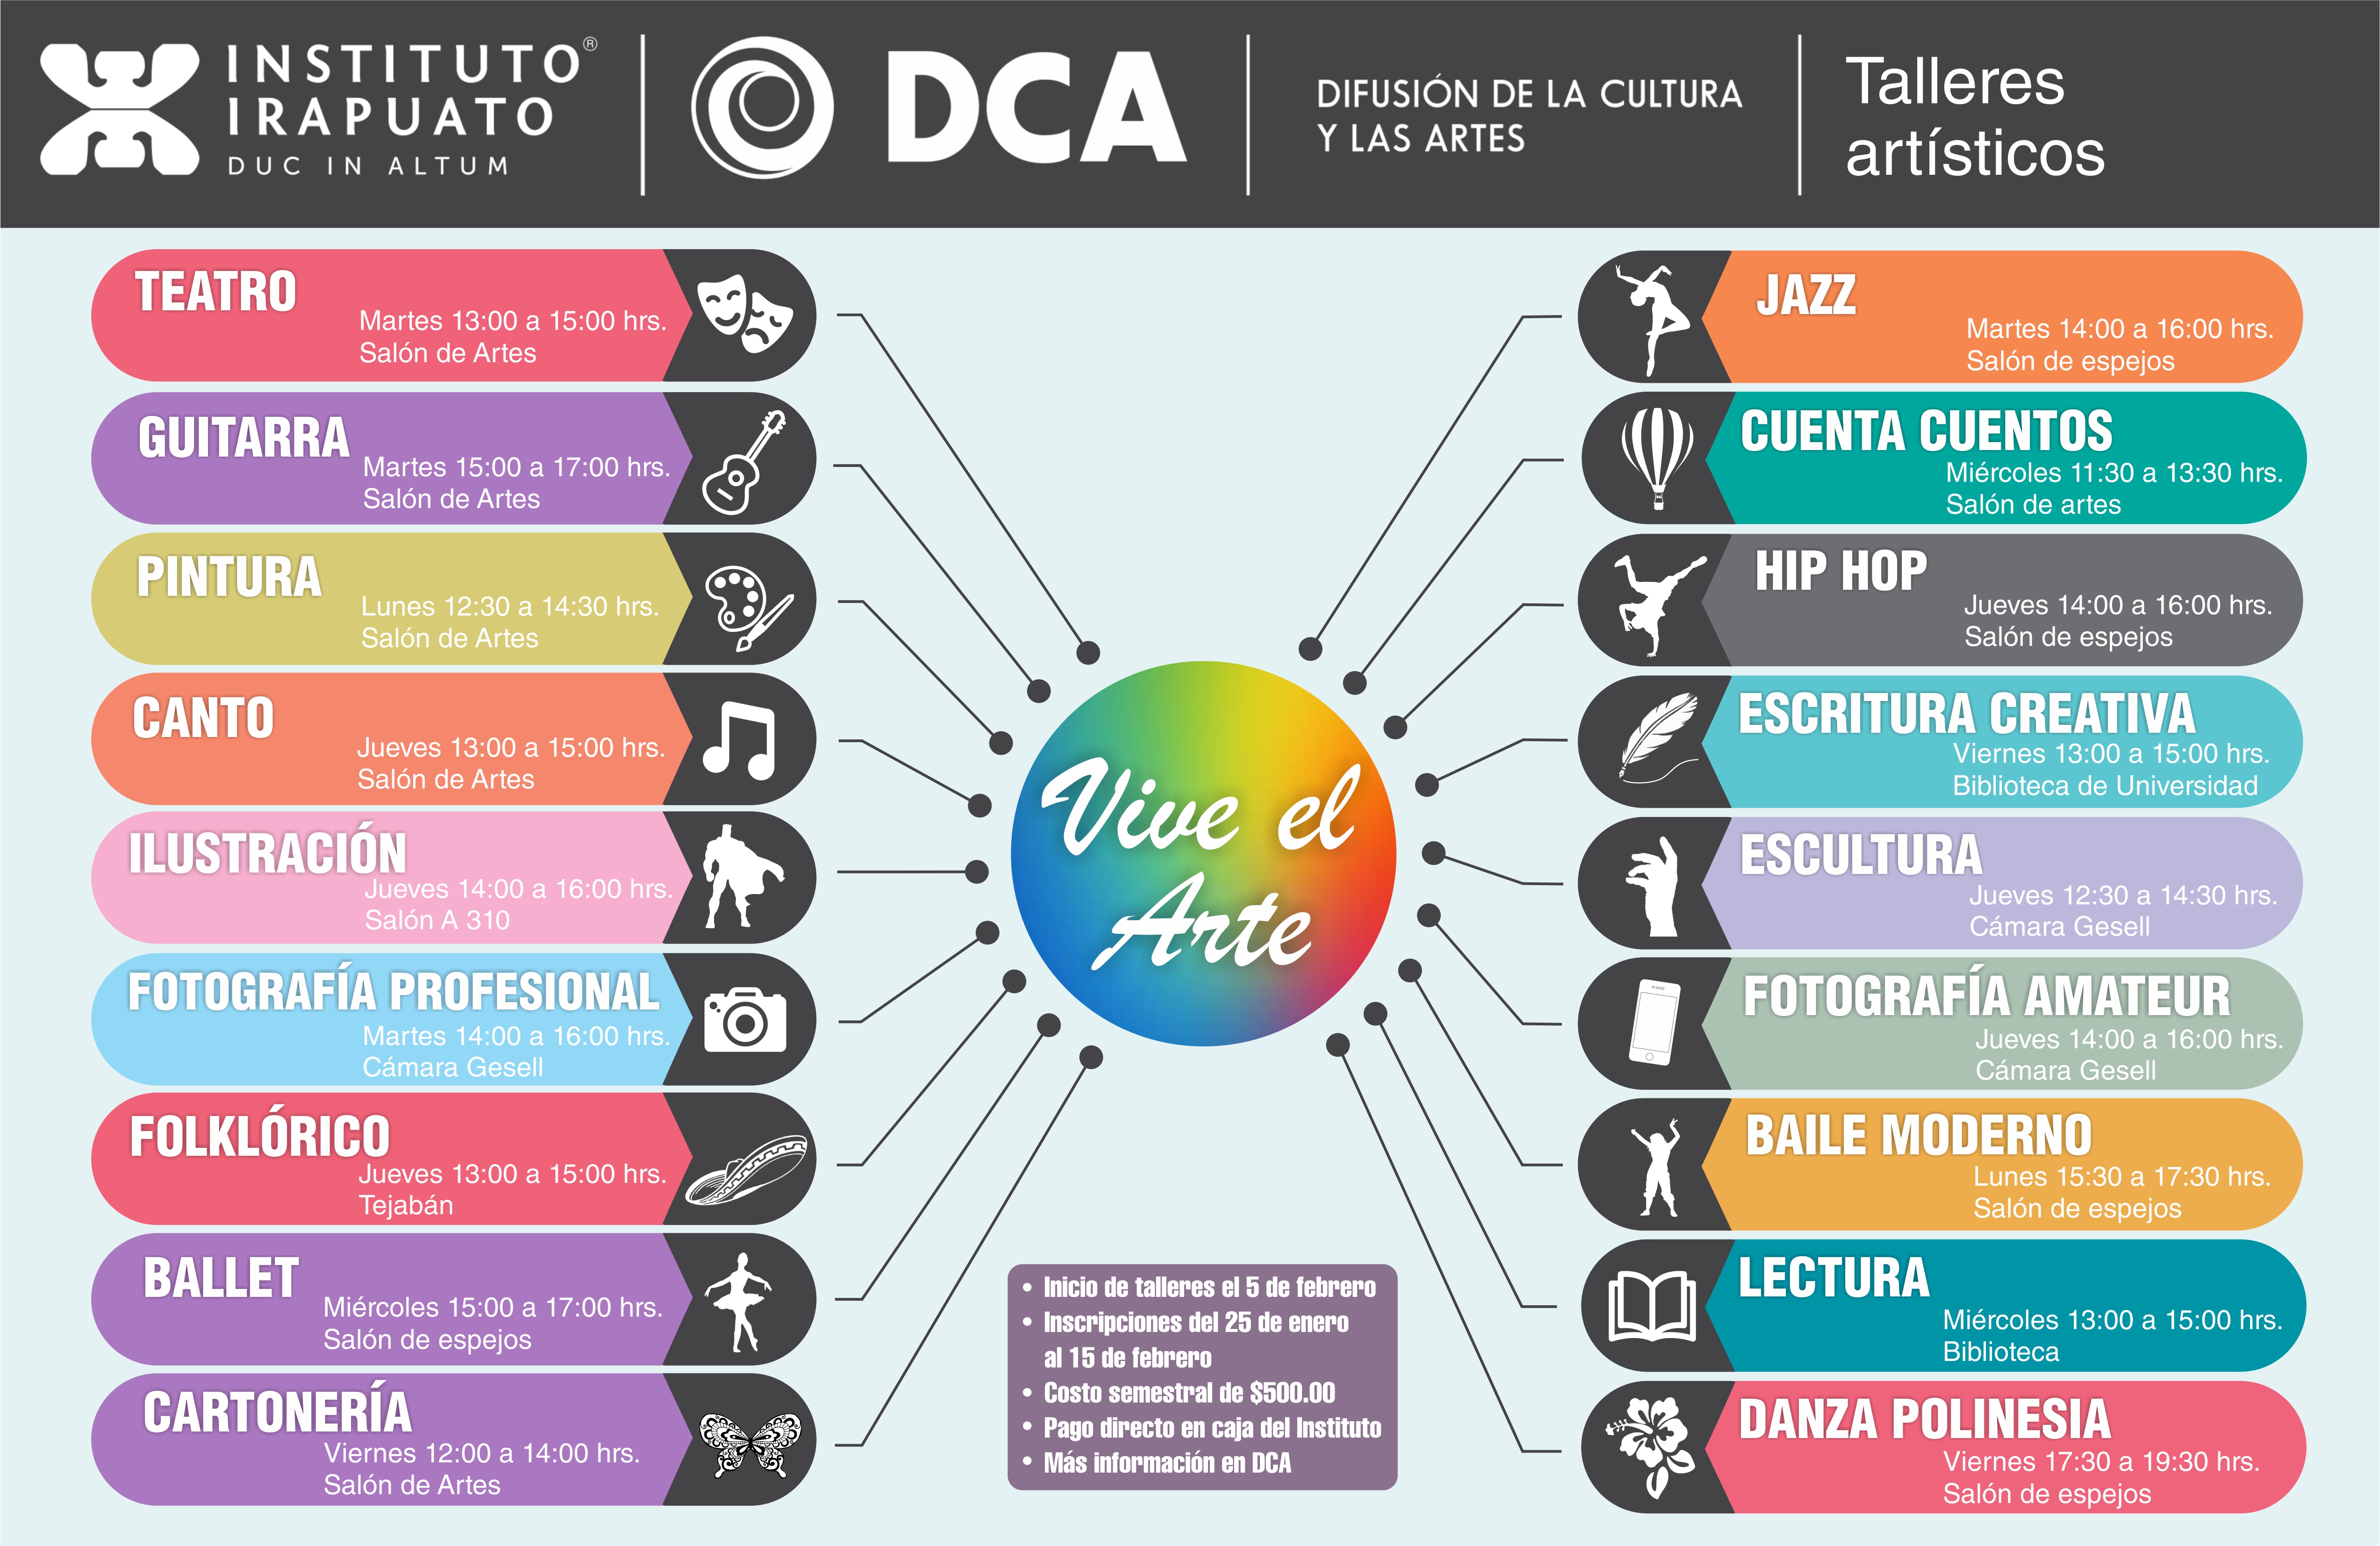 INSTITUTO®
IRAPUATO
DUC IN ALTUM
DCA
DIFUSIÓN DE LA CULTURA
Y LAS ARTES
Talleres
artísticos
TEATRO
Martes 13:00 a 15:00 hrs.
Salón de Artes
GUITARRA
Martes 15:00 a 17:00 hrs.
Salón de Artes
PINTURA
Lunes 12:30 a 14:30 hrs.
Salón de Artes
CANTO
Jueves 13:00 a 15:00 hrs.
Salón de Artes
ILUSTRACIÓN
Jueves 14:00 a 16:00 hrs.
Salón A 310
FOTOGRAFÍA PROFESIONAL
Martes 14:00 a 16:00 hrs.
Cámara Gesell
FOLKLÓRICO
Jueves 13:00 a 15:00 hrs.
Tejabán
BALLET
Miércoles 15:00 a 17:00 hrs.
Salón de espejos
CARTONERÍA
Viernes 12:00 a 14:00 hrs.
Salón de Artes
Vive el
Arte
• Inicio de talleres el 5 de febrero
• Inscripciones del 25 de enero
al 15 de febrero
• Costo semestral de $500.00
• Pago directo en caja del Instituto
• Más información en DCA
JAZZ
Martes 14:00 a 16:00 hrs.
Salón de espejos
CUENTA CUENTOS
Miércoles 11:30 a 13:30 hrs.
Salón de artes
HIP HOP
Jueves 14:00 a 16:00 hrs.
Salón de espejos
ESCRITURA CREATIVA
Viernes 13:00 a 15:00 hrs.
Biblioteca de Universidad
ESCULTURA
Jueves 12:30 a 14:30 hrs.
Cámara Gesell
FOTOGRAFÍA AMATEUR
Jueves 14:00 a 16:00 hrs.
Cámara Gesell
BAILE MODERNO
Lunes 15:30 a 17:30 hrs.
Salón de espejos
LECTURA
Miércoles 13:00 a 15:00 hrs.
Biblioteca
DANZA POLINESIA
Viernes 17:30 a 19:30 hrs.
Salón de espejos